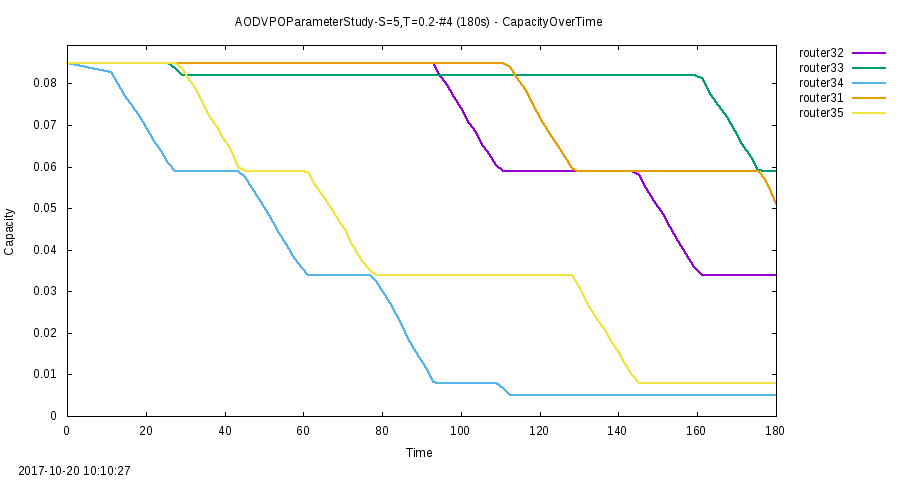 AODVPOParameterStudy-S=5,T=0.2-#4 (180s) - CapacityOverTime
router32
router33
router34
router31
router35
0.08
0.07
0.06
0.05
0.04
0.03
0.02
0.01
0
Capacity
0 20 40 60 80 100 120 140 160 180
Time
2017-10-20 10:10:27